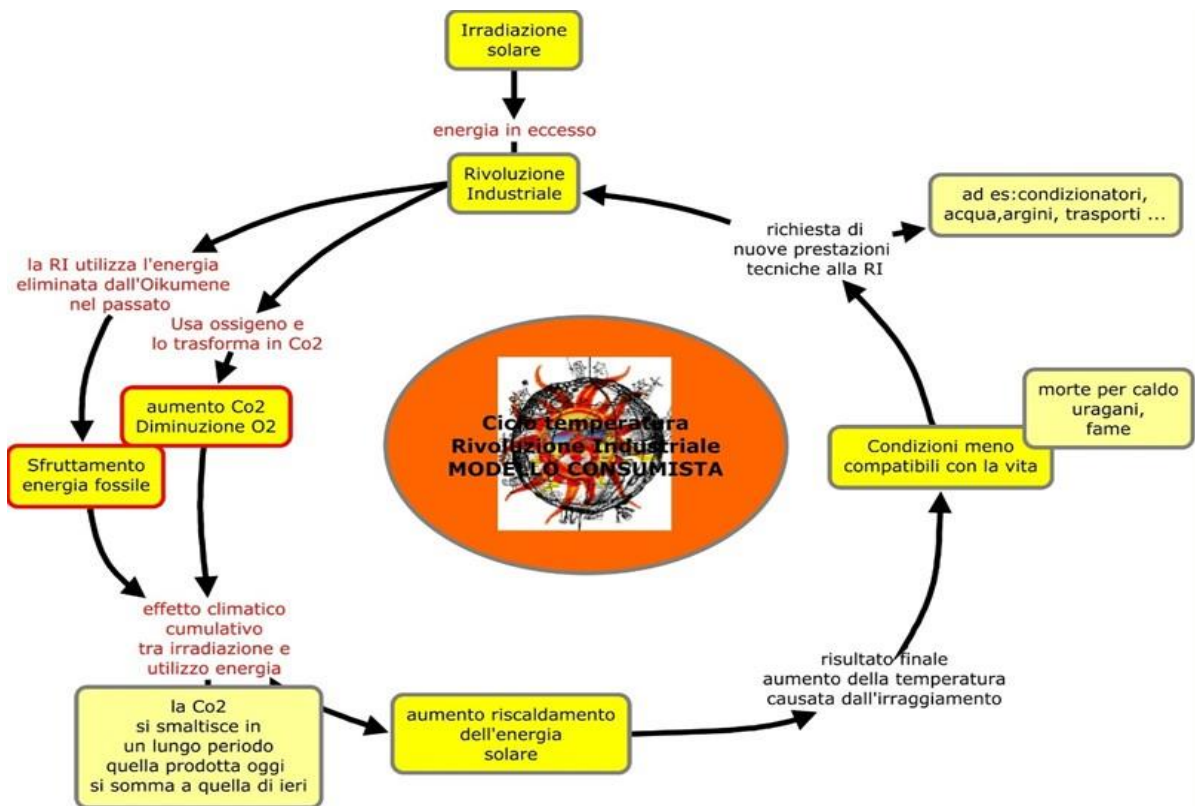 Irradiazione
solare
energia in eccesso
Rivoluzione
Industriale
ad es:condizionatori,
acqua,argini, trasporti ...
richiesta di
nuove prestazioni
tecniche alla RI
la RI utilizza l'energia
eliminata dall'Oikumene
nel passato
Usa ossigeno e
lo trasforma in Co2
aumento Co2
Diminuzione O2
Sfruttamento
energia fossile
Ciclo temperatura
Rivoluzione Industriale
MODELLO CONSUMISTA
morte per caldo
uragani,
fame
Condizioni meno
compatibili con la vita
effetto climatico
cumulativo
tra irradiazione e
utilizzo energia
la Co2
si smaltisce in
un lungo periodo
quella prodotta oggi
si somma a quella di ieri
aumento riscaldamento
dell'energia
solare
risultato finale
aumento della temperatura
causata dall'irraggiamento